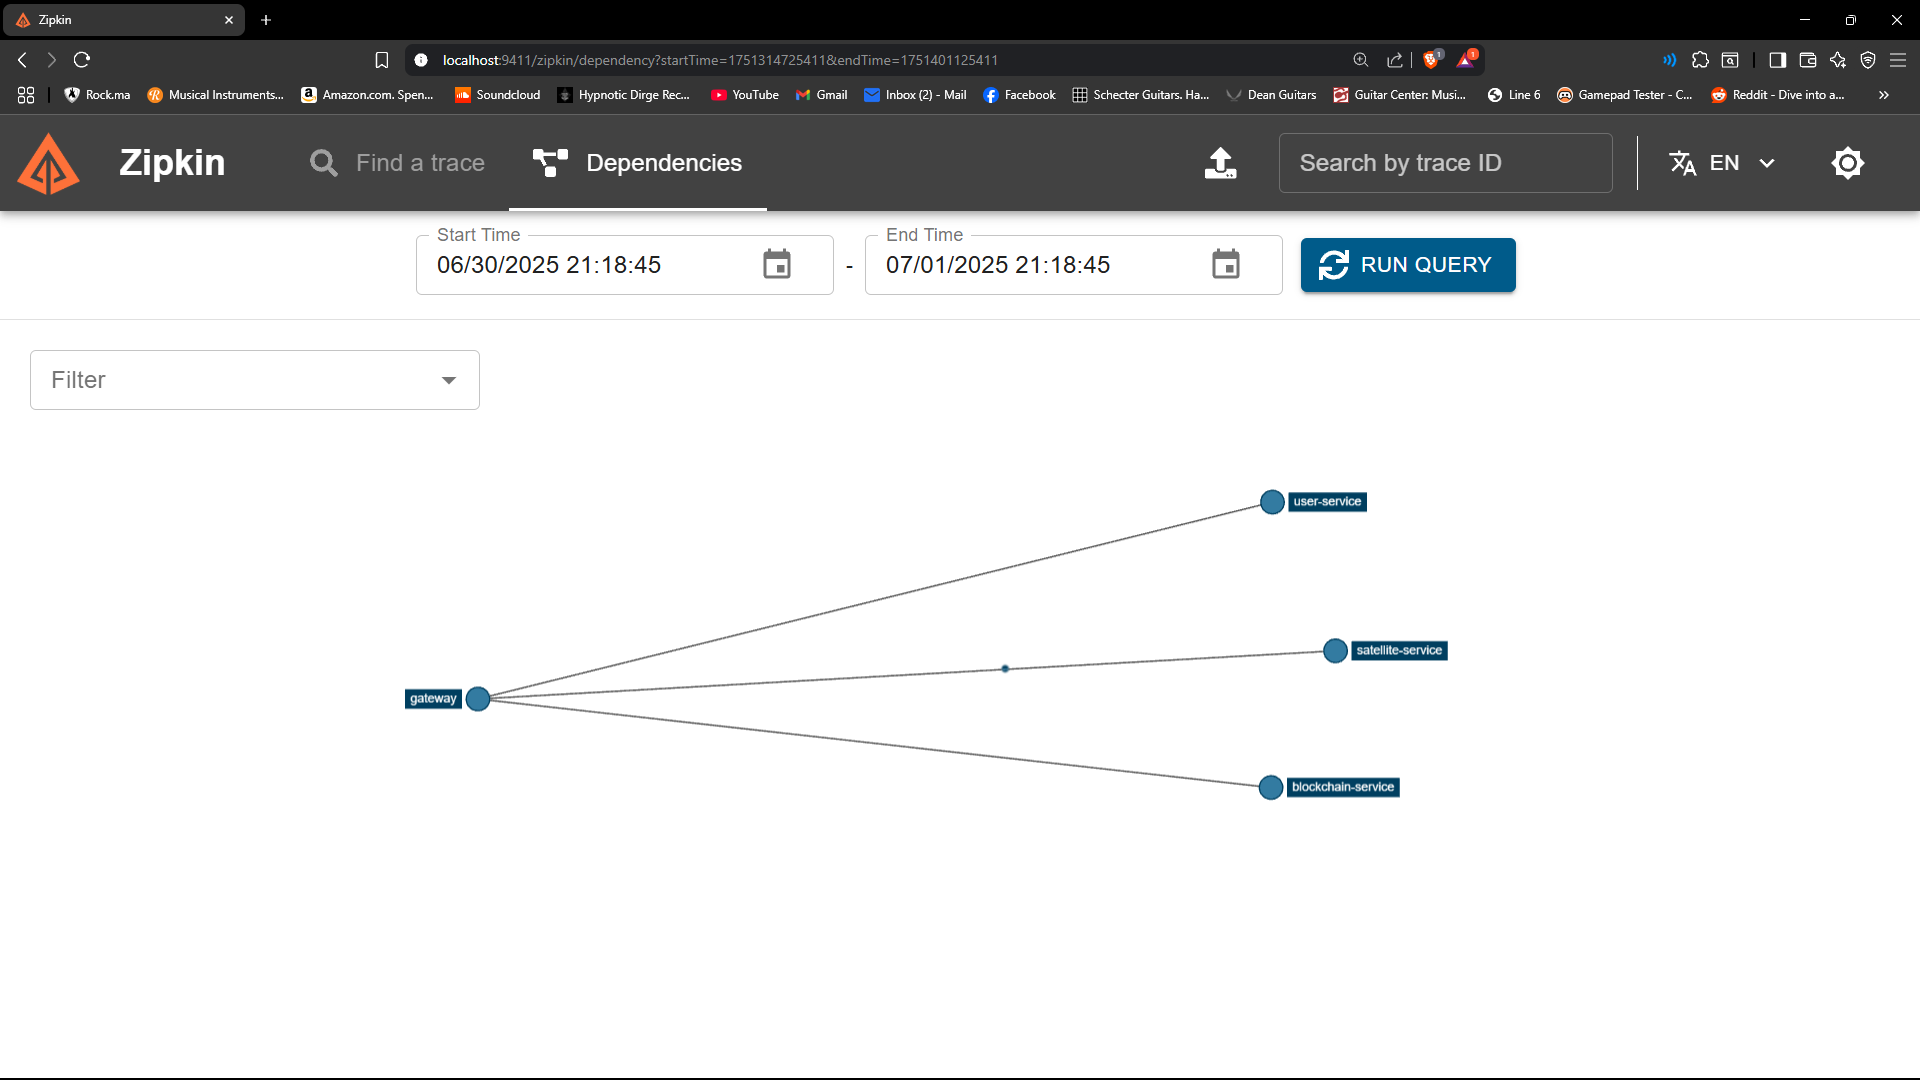 Zipkin
localhost:9411/zipkin/dependency?startTime=1751314725411&endTime=1751401125411
1
1
Rock.ma
Musical Instruments...
Amazon.com. Spen...
Soundcloud
Hypnotic Dirge Rec...
YouTube
Gmail
Inbox (2) - Mail
Facebook
Schecter Guitars. Ha...
Dean Guitars
Guitar Center: Musi...
Line 6
Gamepad Tester - C...
Reddit - Dive into a...
Zipkin
Find a trace
Dependencies
Search by trace ID
EN
Start Time
06/30/2025 21:18:45
-
End Time
07/01/2025 21:18:45
RUN QUERY
Filter
user-service
satellite-service
gateway
blockchain-service